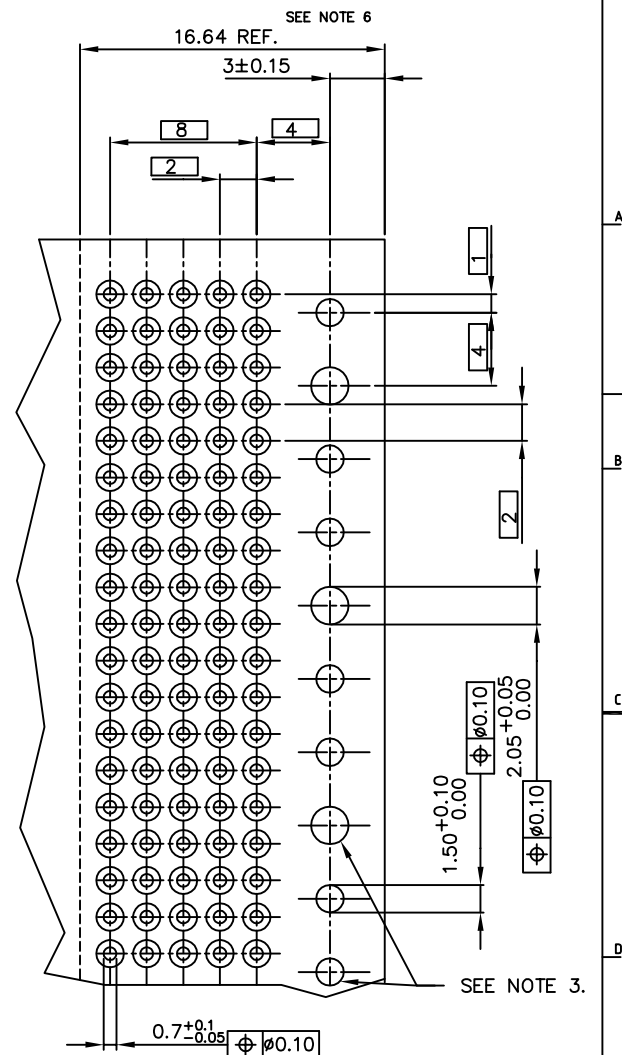 SEE NOTE 6
16.64 REF.
3±0.15
8
4
2
1
4
2
A
B
C
D
1.50 +0.10 0.00
⌖ ø0.10
2.05 +0.05 0.00
⌖ ø0.10
SEE NOTE 3.
0.7 +0.1 -0.05 ⌖ ø0.10